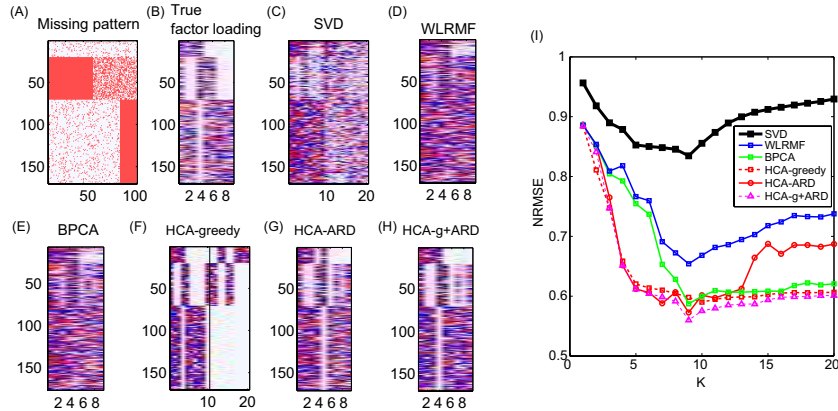 (A) Missing pattern
50
100
150
50 100
(B) True factor loading
50
100
150
2 4 6 8
(C) SVD
50
100
150
10 20
(D) WLRMF
50
100
150
2 4 6 8
(E) BPCA
50
100
150
2 4 6 8
(F) HCA-greedy
50
100
150
10 20
(G) HCA-ARD
50
100
150
2 4 6 8
(H) HCA-g+ARD
50
100
150
2 4 6 8
(I)
1
0.9
0.8
0.7
0.6
0.5
NRMSE
0 5 10 15 20
K
SVD
WLRMF
BPCA
HCA-greedy
HCA-ARD
HCA-g+ARD